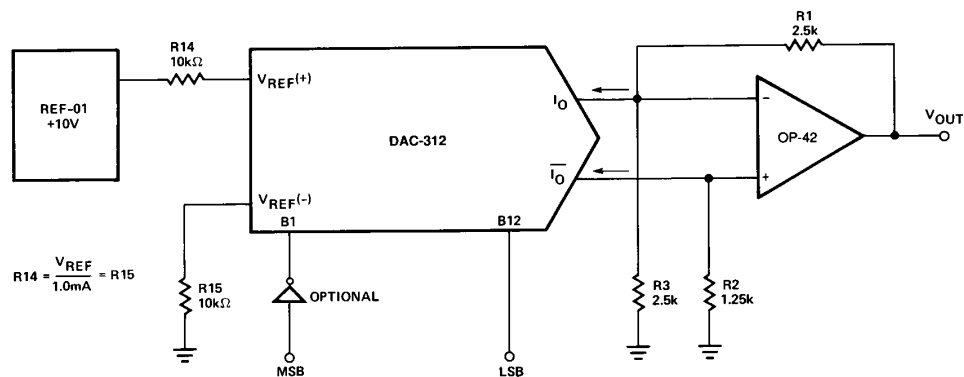 REF-01
+10V
R14
10kΩ
VREF(+)
DAC-312
IO
R1
2.5k
OP-42
−
+
VOUT
IO
VREF(-)
B1
B12
R14 = VREF / 1.0mA = R15
R15
10kΩ
OPTIONAL
R3
2.5k
R2
1.25k
MSB
LSB